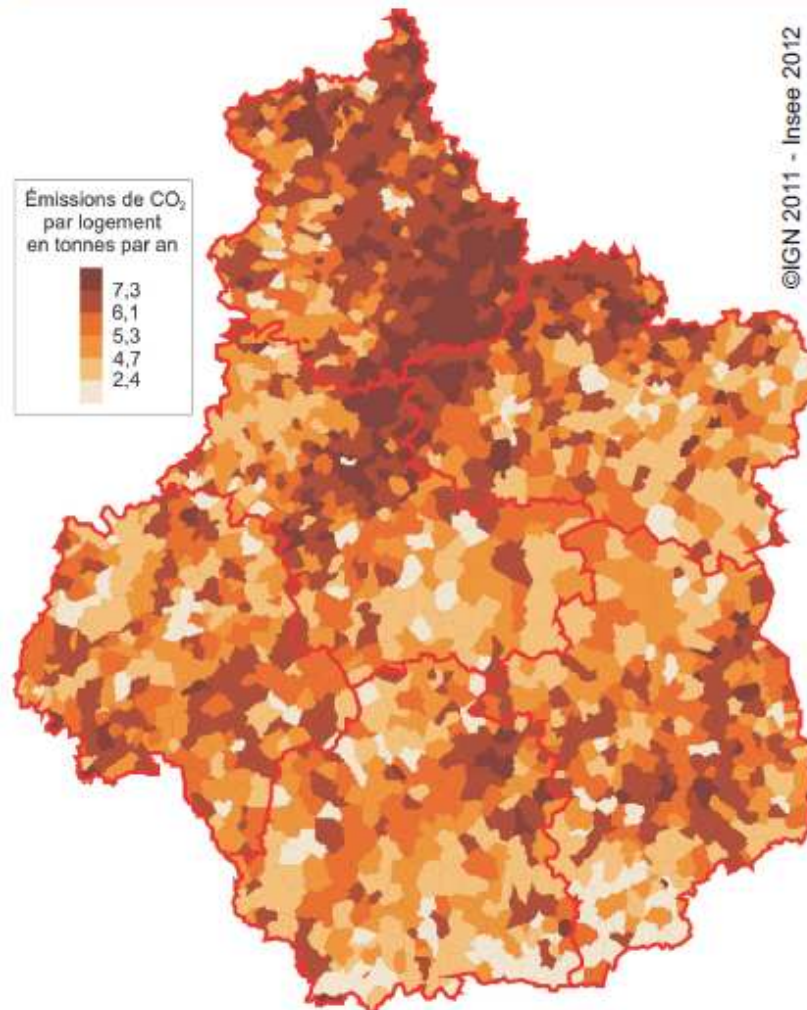 ©IGN 2011 - Insee 2012
Émissions de CO₂
par logement
en tonnes par an
7,3
6,1
5,3
4,7
2,4